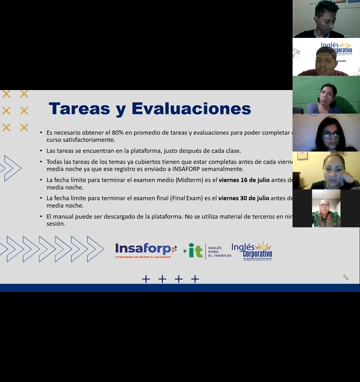 Tareas y Evaluaciones
• Es necesario obtener el 80% en promedio de tareas y evaluaciones para poder completar
curso satisfactoriamente.
• Las tareas se encuentran en la plataforma, justo después de cada clase.
• Todas las tareas de los temas ya cubiertos tienen que estar completas antes de cada
media noche ya que ese registro es enviado a INSAFORP semanalmente.
• La fecha límite para terminar el examen medio (Midterm) es el viernes 16 de julio antes
media noche.
• La fecha límite para terminar el examen final (Final Exam) es el viernes 30 de julio antes
media noche.
• El manual puede ser descargado de la plataforma. No se utiliza material de terceros en
sesión.
Insaforp
it
INGLÉS
PARA
EL TRABAJO
Inglés
Corporativo